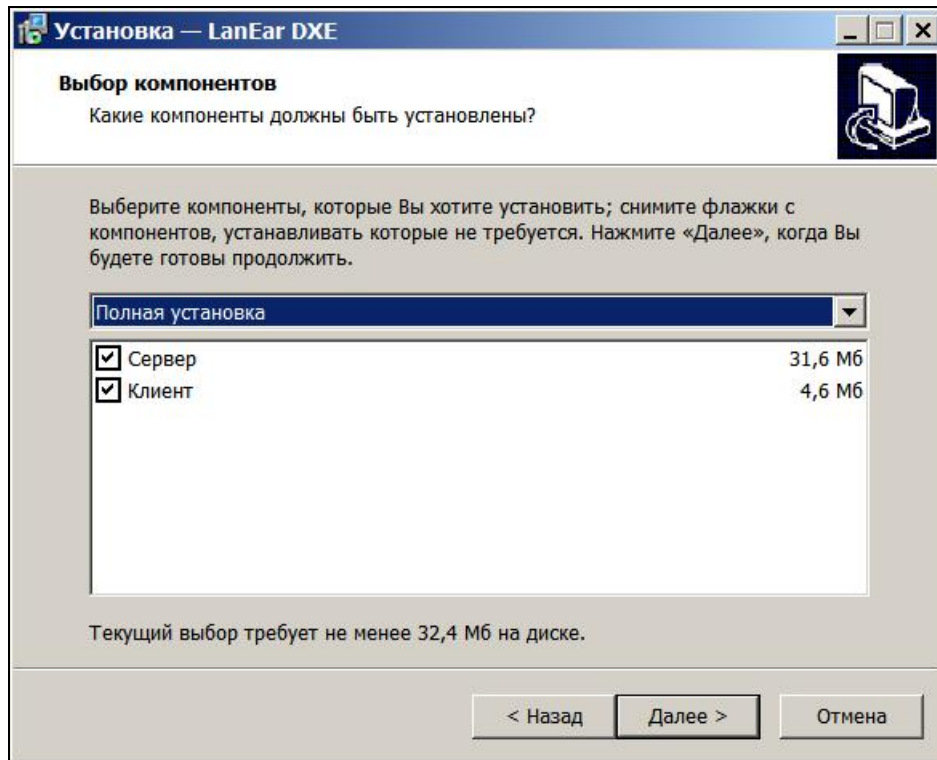 Установка — LanEar DXE
Выбор компонентов
Какие компоненты должны быть установлены?
Выберите компоненты, которые Вы хотите установить; снимите флажки с
компонентов, устанавливать которые не требуется. Нажмите «Далее», когда Вы
будете готовы продолжить.
Полная установка
Сервер 31,6 Мб
Клиент 4,6 Мб
Текущий выбор требует не менее 32,4 Мб на диске.
< Назад Далее > Отмена